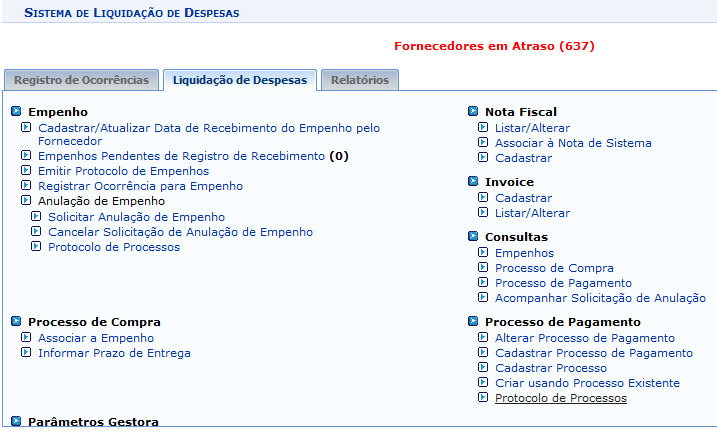 Sistema de Liquidação de Despesas
Fornecedores em Atraso (637)
Registro de Ocorrências
Liquidação de Despesas
Relatórios
Empenho
Cadastrar/Atualizar Data de Recebimento do Empenho pelo
Fornecedor
Empenhos Pendentes de Registro de Recebimento (0)
Emitir Protocolo de Empenhos
Registrar Ocorrência para Empenho
Anulação de Empenho
Solicitar Anulação de Empenho
Cancelar Solicitação de Anulação de Empenho
Protocolo de Processos
Nota Fiscal
Listar/Alterar
Associar à Nota de Sistema
Cadastrar
Invoice
Cadastrar
Listar/Alterar
Consultas
Empenhos
Processo de Compra
Processo de Pagamento
Acompanhar Solicitação de Anulação
Processo de Compra
Associar a Empenho
Informar Prazo de Entrega
Processo de Pagamento
Alterar Processo de Pagamento
Cadastrar Processo de Pagamento
Cadastrar Processo
Criar usando Processo Existente
Protocolo de Processos
Parâmetros Gestora